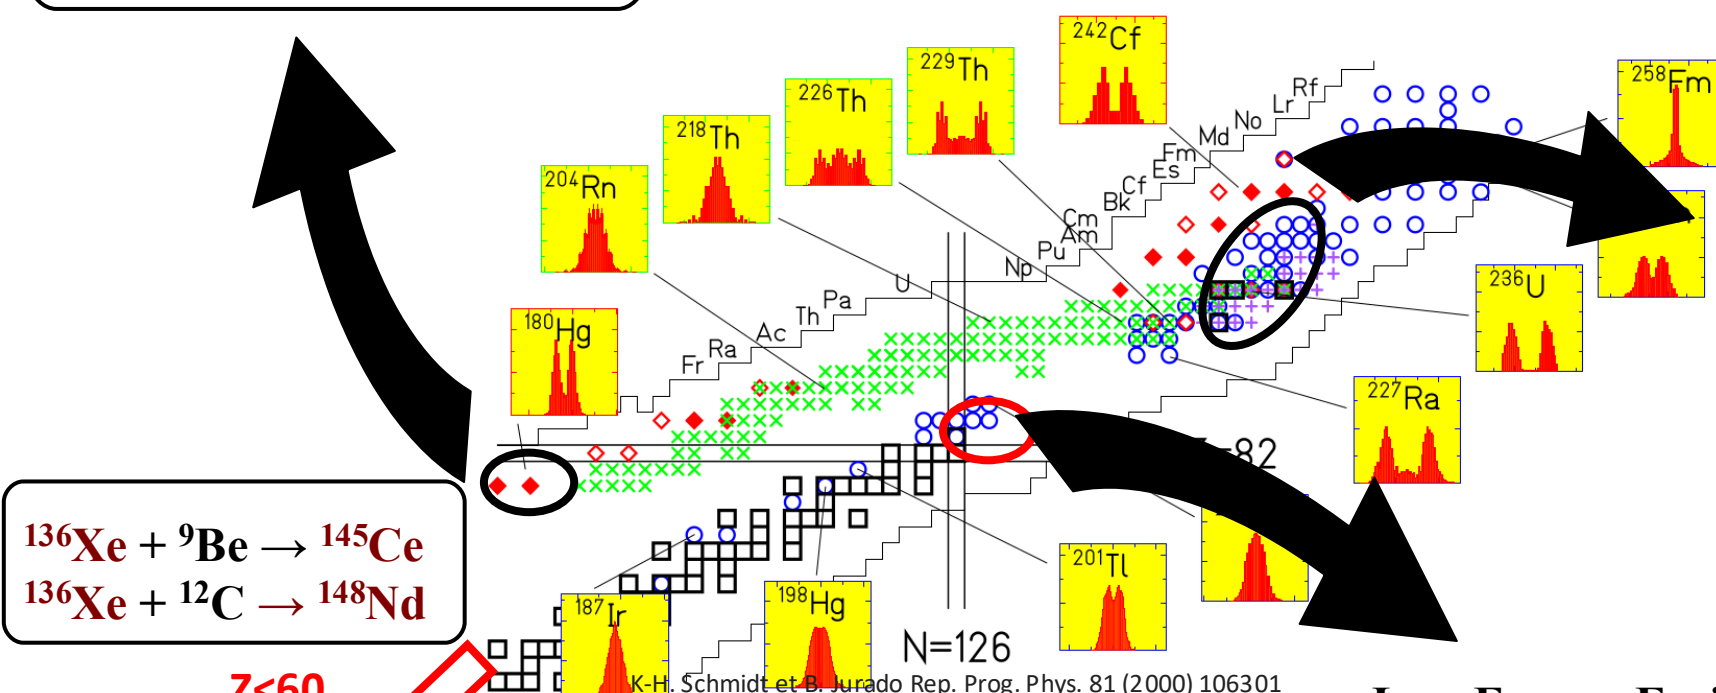 ²⁴²Cf
²²⁹Th
²²⁶Th
²¹⁸Th
²⁰⁴Rn
¹⁸⁰Hg
²⁵⁸Fm
Rf
Lr
No
Md
Fm
Es
Cf
Bk
Cm
Am
Pu
Np
U
Pa
Th
Ac
Ra
Fr
²³⁶U
²²⁷Ra
=82
¹³⁶Xe + ⁹Be → ¹⁴⁵Ce
¹³⁶Xe + ¹²C → ¹⁴⁸Nd
²⁰¹Tl
¹⁹⁸Hg
¹⁸⁷Ir
N=126
Z<60
K-H. Schmidt et B. Jurado Rep. Prog. Phys. 81 (2000) 106301